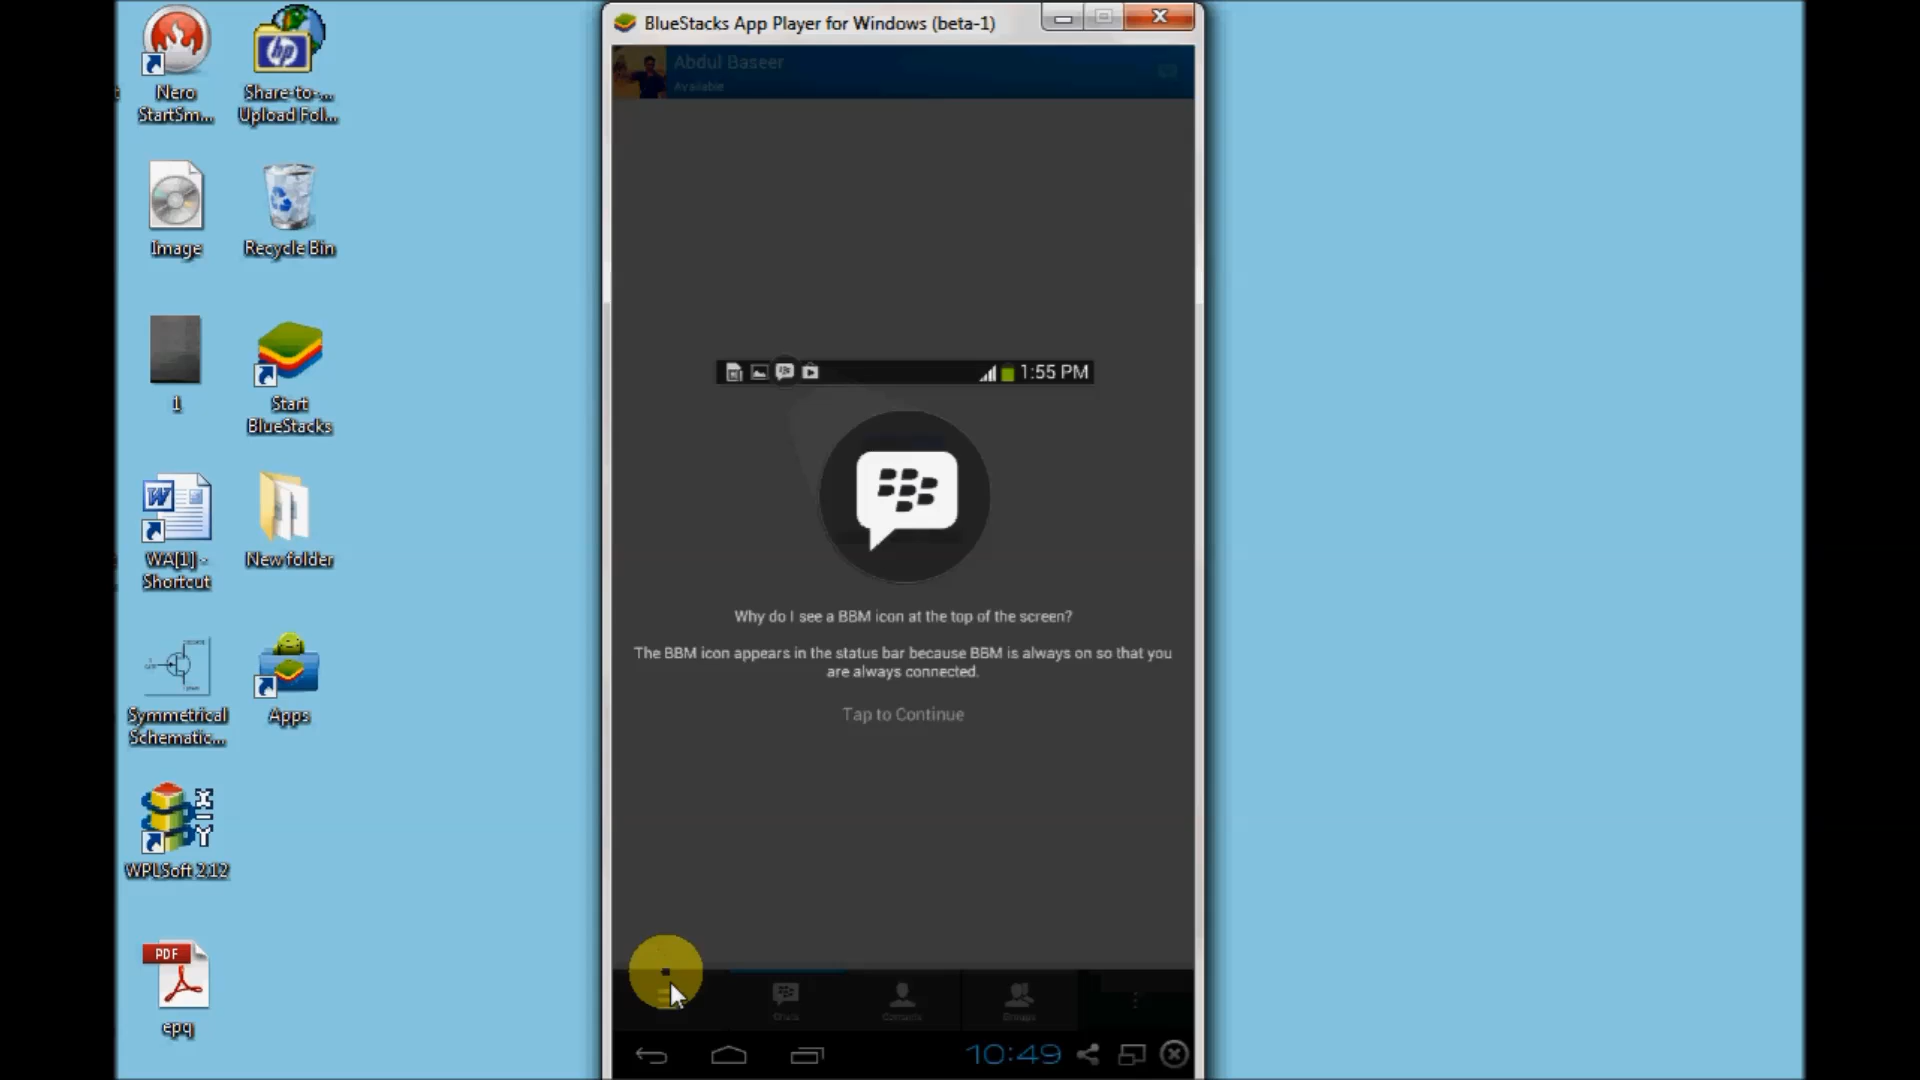 Nero
StartSm...
Share-to-...
Upload Fol...
Image
Recycle Bin
1
Start
BlueStacks
WA[1] -
Shortcut
New folder
Symmetrical
Schematic...
Apps
WPLSoft 2.12
PDF
epq
BlueStacks App Player for Windows (beta-1)
Abdul Baseer
Available
1:55 PM
Why do I see a BBM icon at the top of the screen?
The BBM icon appears in the status bar because BBM is always on so that you
are always connected.
Tap to Continue
Chats
Contacts
Groups
10:49